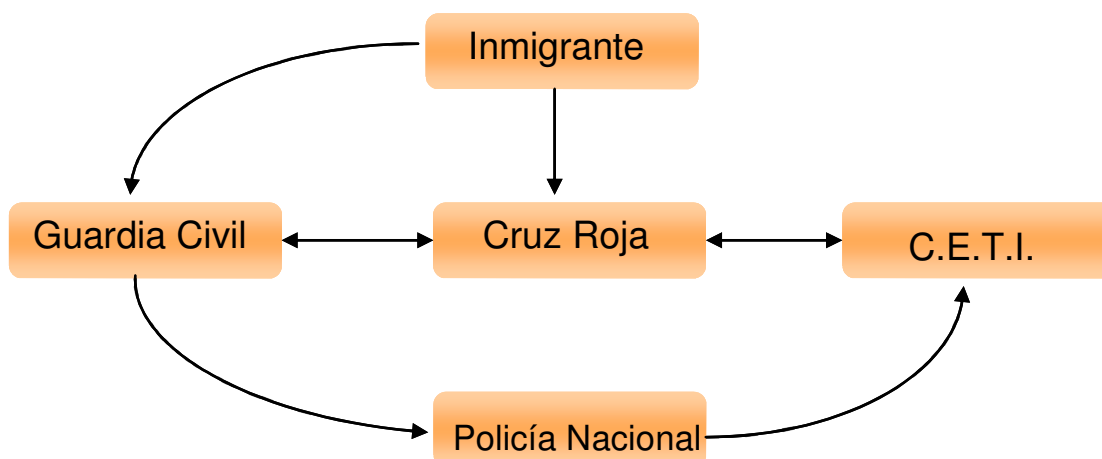 Inmigrante
Guardia Civil
Cruz Roja
C.E.T.I.
Policía Nacional